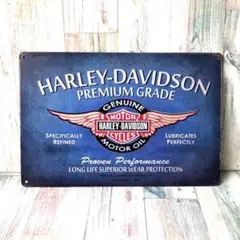 HARLEY-DAVIDSON
PREMIUM GRADE
GENUINE
MOTOR
HARLEY-DAVIDSON
CYCLES
MOTOR OIL
SPECIFICALLY
REFINED
LUBRICATES
PERFECTLY
Proven Performance
LONG LIFE SUPERIOR WEAR PROTECTION